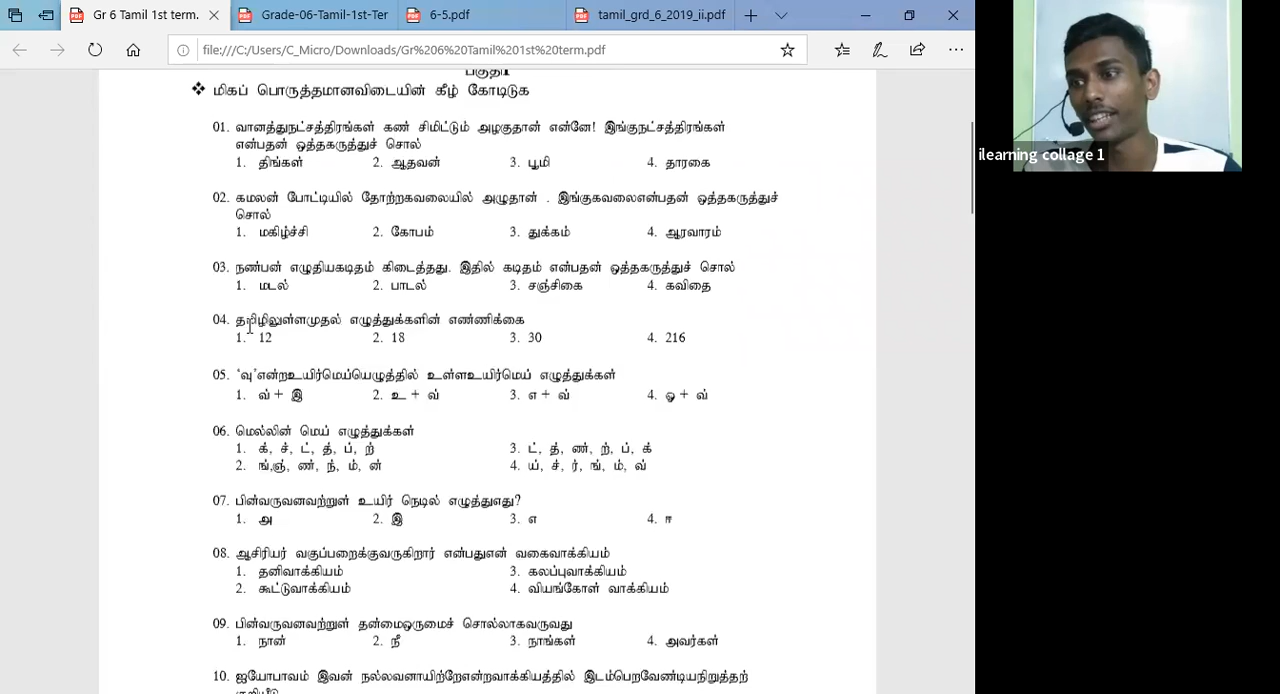 Gr 6 Tamil 1st term.
Grade-06-Tamil-1st-Ter
6-5.pdf
tamil_grd_6_2019_ii.pdf
file:///C:/Users/C_Micro/Downloads/Gr%206%20Tamil%201st%20term.pdf
பகுதி1
❖ மிகப் பொருத்தமானவிடையின் கீழ் கோடிடுக
01. வானத்துநட்சத்திரங்கள் கண் சிமிட்டும் அழகுதான் என்னே! இங்குநட்சத்திரங்கள்
என்பதன் ஒத்தகருத்துச் சொல்
1. திங்கள் 2. ஆதவன் 3. பூமி 4. தாரகை
02. கமலன் போட்டியில் தோற்றகவலையில் அழுதான் . இங்குகவலைஎன்பதன் ஒத்தகருத்துச்
சொல்
1. மகிழ்ச்சி 2. கோபம் 3. துக்கம் 4. ஆரவாரம்
03. நண்பன் எழுதியகடிதம் கிடைத்தது. இதில் கடிதம் என்பதன் ஒத்தகருத்துச் சொல்
1. மடல் 2. பாடல் 3. சஞ்சிகை 4. கவிதை
04. தமிழிலுள்ளமுதல் எழுத்துக்களின் எண்ணிக்கை
1. 12 2. 18 3. 30 4. 216
05. ‘வு’என்றஉயிர்மெய்யெழுத்தில் உள்ளஉயிர்மெய் எழுத்துக்கள்
1. வ் + இ 2. உ + வ் 3. எ + வ் 4. ஓ + வ்
06. மெல்லின் மெய் எழுத்துக்கள்
1. க், ச், ட், த், ப், ற் 3. ட், த், ண், ற், ப், க்
2. ங்,ஞ், ண், ந், ம், ன் 4. ய், ச், ர், ங், ம், வ்
07. பின்வருவனவற்றுள் உயிர் நெடில் எழுத்துஎது?
1. அ 2. இ 3. எ 4. ஈ
08. ஆசிரியர் வகுப்பறைக்குவருகிறார் என்பதுஎன் வகைவாக்கியம்
1. தனிவாக்கியம் 3. கலப்புவாக்கியம்
2. கூட்டுவாக்கியம் 4. வியங்கோள் வாக்கியம்
09. பின்வருவனவற்றுள் தன்மைஒருமைச் சொல்லாகவருவது
1. நான் 2. நீ 3. நாங்கள் 4. அவர்கள்
10. ஐயோபாவம் இவன் நல்லவனாயிற்றேஎன்றவாக்கியத்தில் இடம்பெறவேண்டியநிறுத்தற்
ilearning collage 1